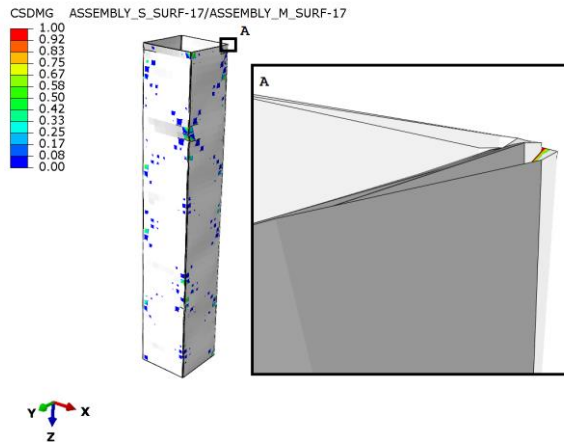 CSDMG ASSEMBLY_S_SURF-17/ASSEMBLY_M_SURF-17
1.00
0.92
0.83
0.75
0.67
0.58
0.50
0.42
0.33
0.25
0.17
0.08
0.00
A
A
Y
X
Z